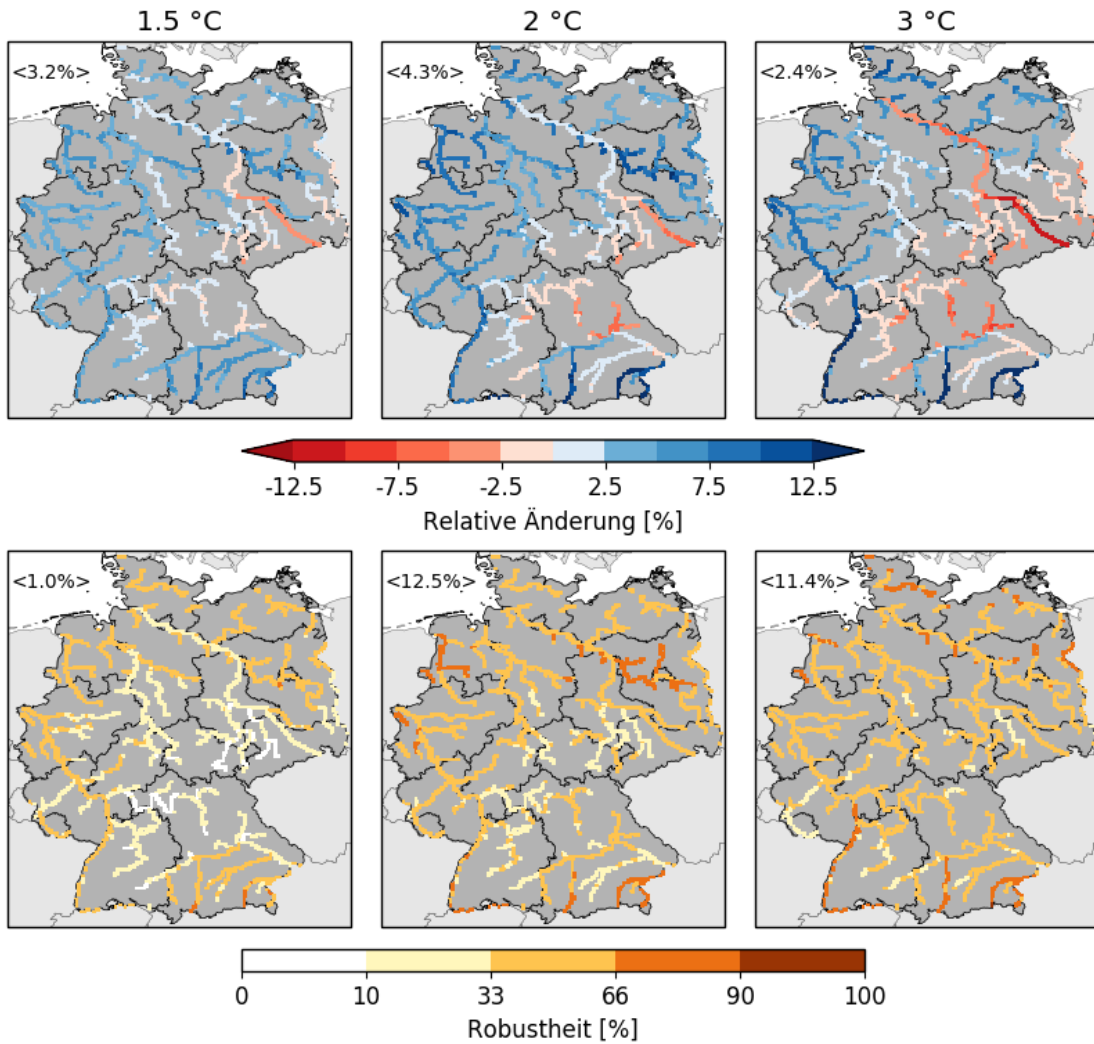 1.5 °C 2 °C 3 °C
<3.2%> <4.3%> <2.4%>
-12.5 -7.5 -2.5 2.5 7.5 12.5
Relative Änderung [%]
<1.0%> <12.5%> <11.4%>
0 10 33 66 90 100
Robustheit [%]